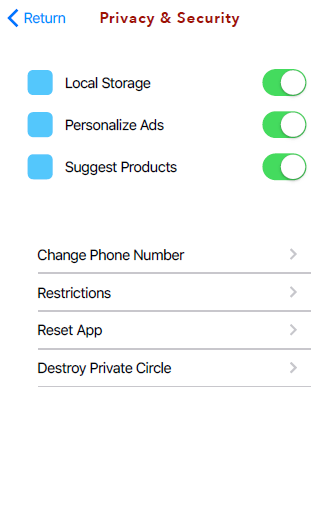 Return Privacy & Security
Local Storage
Personalize Ads
Suggest Products
Change Phone Number
Restrictions
Reset App
Destroy Private Circle